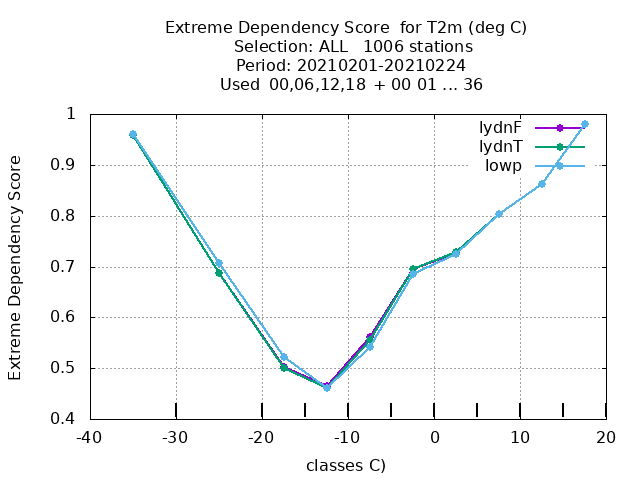 Extreme Dependency Score  for T2m (deg C)
Selection: ALL   1006 stations
Period: 20210201-20210224
Used  00,06,12,18  + 00 01 ... 36
lydnF
lydnT
lowp
Extreme Dependency Score
1
0.9
0.8
0.7
0.6
0.5
0.4
-40 -30 -20 -10 0 10 20
classes C)